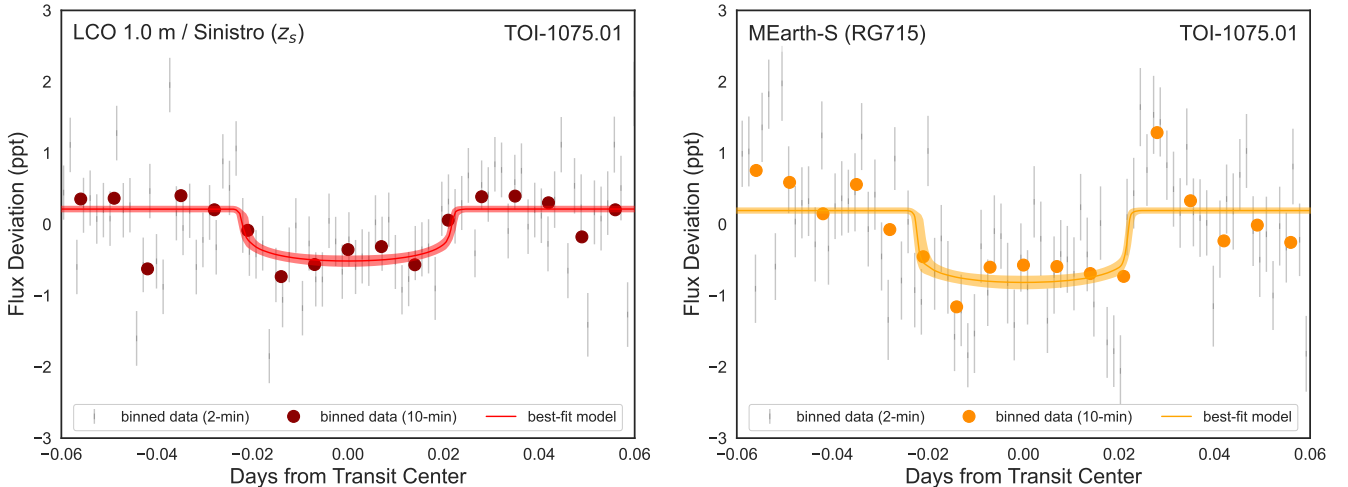 LCO 1.0 m / Sinistro (z_s) TOI-1075.01
Flux Deviation (ppt)
3
2
1
0
−1
−2
−3
binned data (2-min) binned data (10-min) best-fit model
−0.06 −0.04 −0.02 0.00 0.02 0.04 0.06
Days from Transit Center
MEarth-S (RG715) TOI-1075.01
Flux Deviation (ppt)
3
2
1
0
−1
−2
−3
binned data (2-min) binned data (10-min) best-fit model
−0.06 −0.04 −0.02 0.00 0.02 0.04 0.06
Days from Transit Center